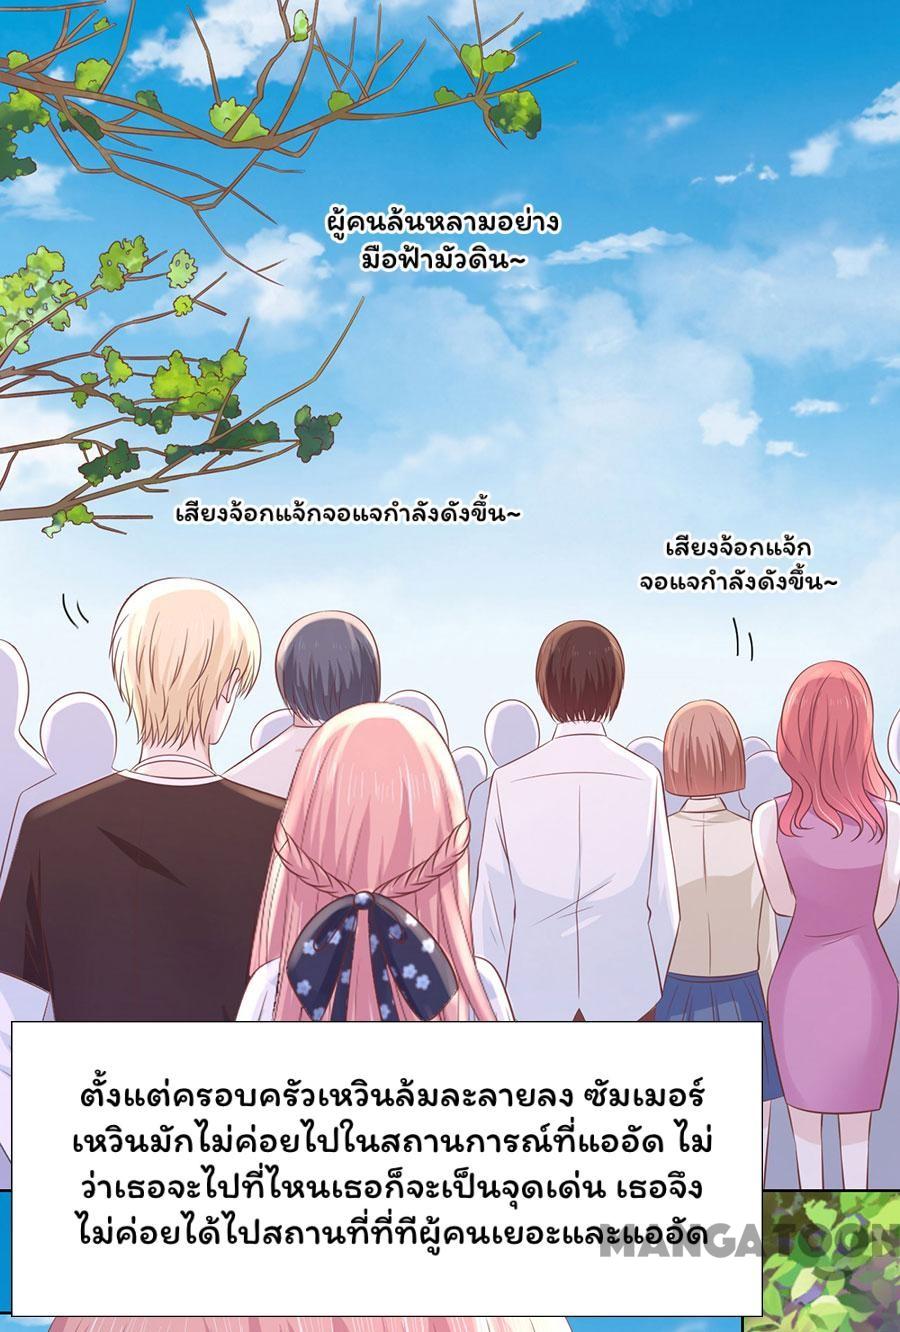 ผู้คนล้นหลามอย่าง
มือฟ้ามัวดิน~
เสียงจ้อกแจ้กจอแจกำลังดังขึ้น~
เสียงจ้อกแจ้ก
จอแจกำลังดังขึ้น~
ตั้งแต่ครอบครัวเหวินล้มละลายลง ซัมเมอร์
เหวินมักไม่ค่อยไปในสถานการณ์ที่แออัด ไม่
ว่าเธอจะไปที่ไหนเธอก็จะเป็นจุดเด่น เธอจึง
ไม่ค่อยได้ไปสถานที่ที่ทีผู้คนเยอะและแออัด
MANGATOON